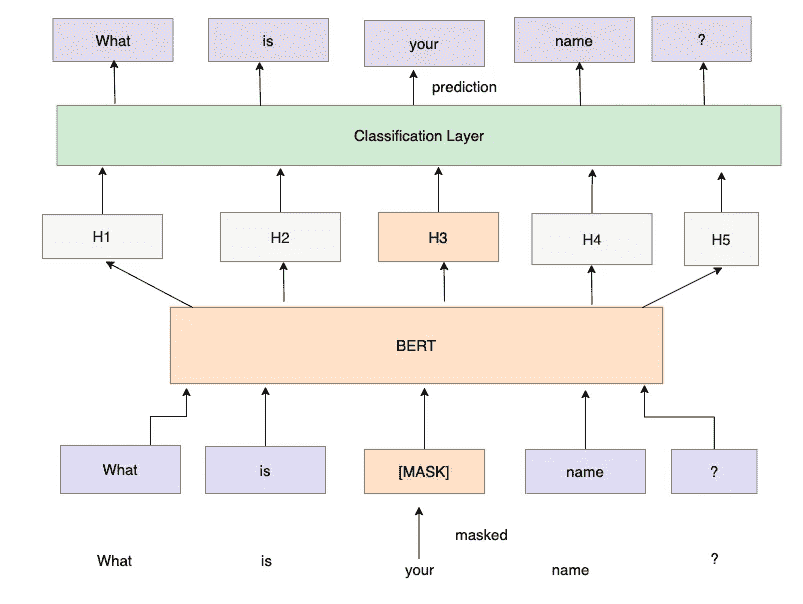 What is your name ?
prediction
Classification Layer
H1 H2 H3 H4 H5
BERT
What is [MASK] name ?
masked
What is your name ?